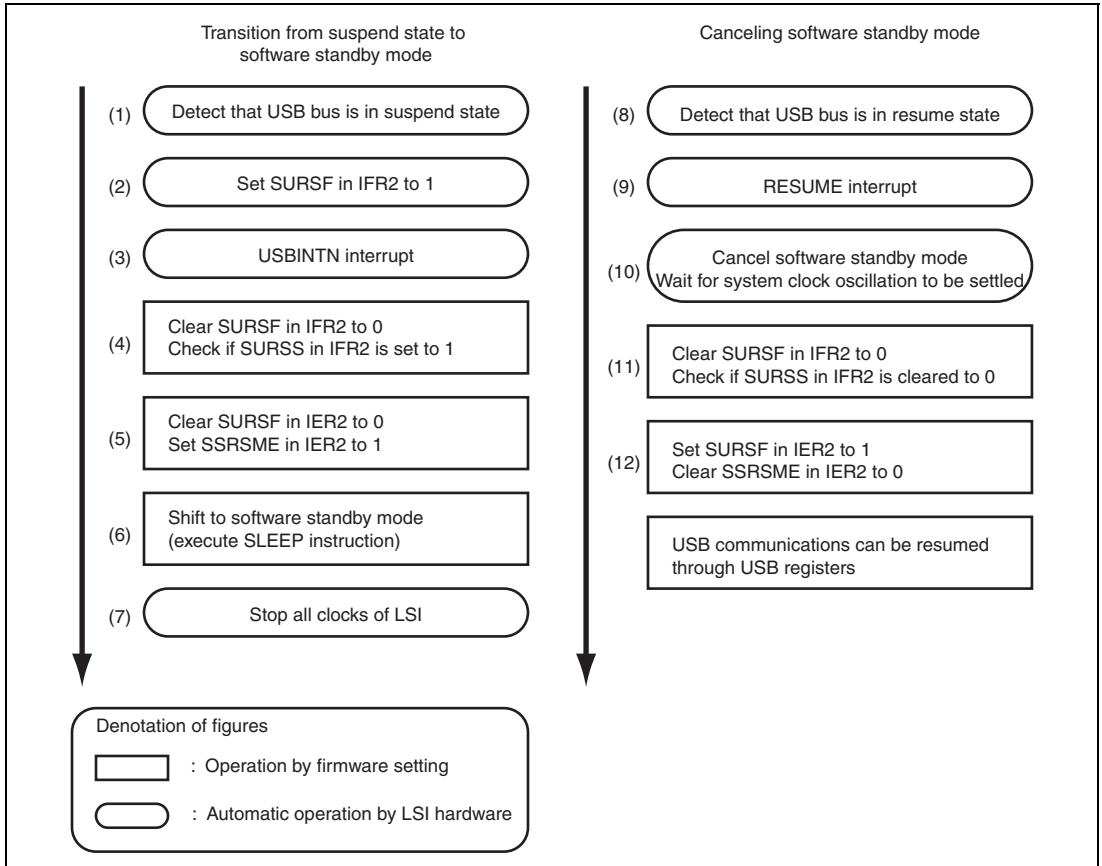 Transition from suspend state to
software standby mode
(1) Detect that USB bus is in suspend state
(2) Set SURSF in IFR2 to 1
(3) USBINTN interrupt
(4) Clear SURSF in IFR2 to 0
Check if SURSS in IFR2 is set to 1
(5) Clear SURSF in IER2 to 0
Set SSRSME in IER2 to 1
(6) Shift to software standby mode
(execute SLEEP instruction)
(7) Stop all clocks of LSI
Canceling software standby mode
(8) Detect that USB bus is in resume state
(9) RESUME interrupt
(10) Cancel software standby mode
Wait for system clock oscillation to be settled
(11) Clear SURSF in IFR2 to 0
Check if SURSS in IFR2 is cleared to 0
(12) Set SURSF in IER2 to 1
Clear SSRSME in IER2 to 0
USB communications can be resumed
through USB registers
Denotation of figures
: Operation by firmware setting
: Automatic operation by LSI hardware